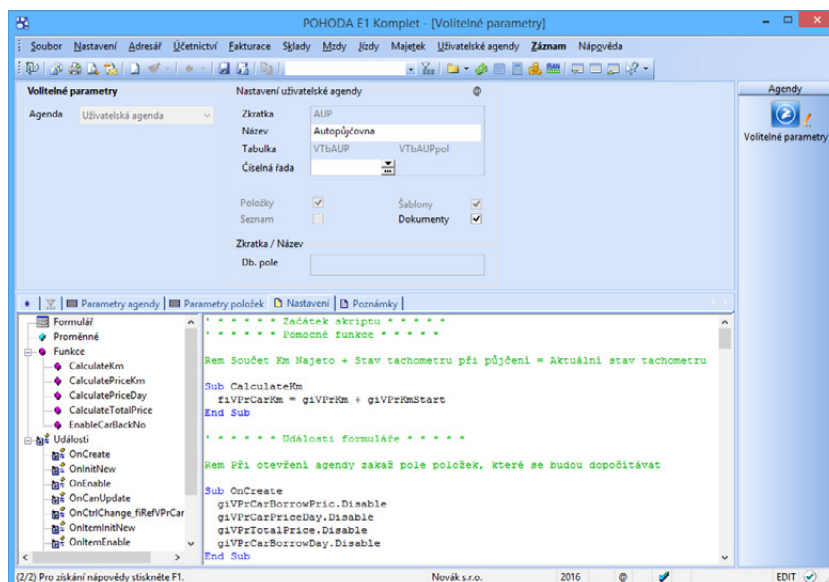 POHODA E1 Komplet - [Volitelné parametry]
Soubor Nastavení Adresář Účetnictví Fakturace Sklady Mzdy Jízdy Majetek Uživatelské agendy Záznam Nápověda
Volitelné parametry
Agenda Uživatelská agenda
Nastavení uživatelské agendy @
Zkratka AUP
Název Autopůjčovna
Tabulka VTbAUP VTbAUPpol
Číselná řada
Položky Šablony
Seznam Dokumenty
Zkratka / Název
Db. pole
Agendy
Volitelné parametry
Parametry agendy Parametry položek Nastavení Poznámky
Formulář
Proměnné
Funkce
CalculateKm
CalculatePriceKm
CalculatePriceDay
CalculateTotalPrice
EnableCarBackNo
Události
OnCreate
OnInitNew
OnEnable
OnCanUpdate
OnCtrlChange_fiRefVPrCar
OnItemInitNew
OnItemEnable
' * * * * * Začátek skriptu * * * * *
' * * * * * Pomocné funkce * * * * *
Rem Součet Km Najeto + Stav tachometru při půjčení = Aktuální stav tachometru
Sub CalculateKm
fiVPrCarKm = giVPrKm + giVPrKmStart
End Sub
' * * * * * Události formuláře * * * * *
Rem Při otevření agendy zakaž pole položek, které se budou dopočítávat
Sub OnCreate
giVPrCarBorrowPric.Disable
giVPrCarPriceDay.Disable
giVPrTotalPrice.Disable
giVPrCarBorrowDay.Disable
End Sub
(2/2) Pro získání nápovědy stiskněte F1. Novák s.r.o. 2016 @ EDIT